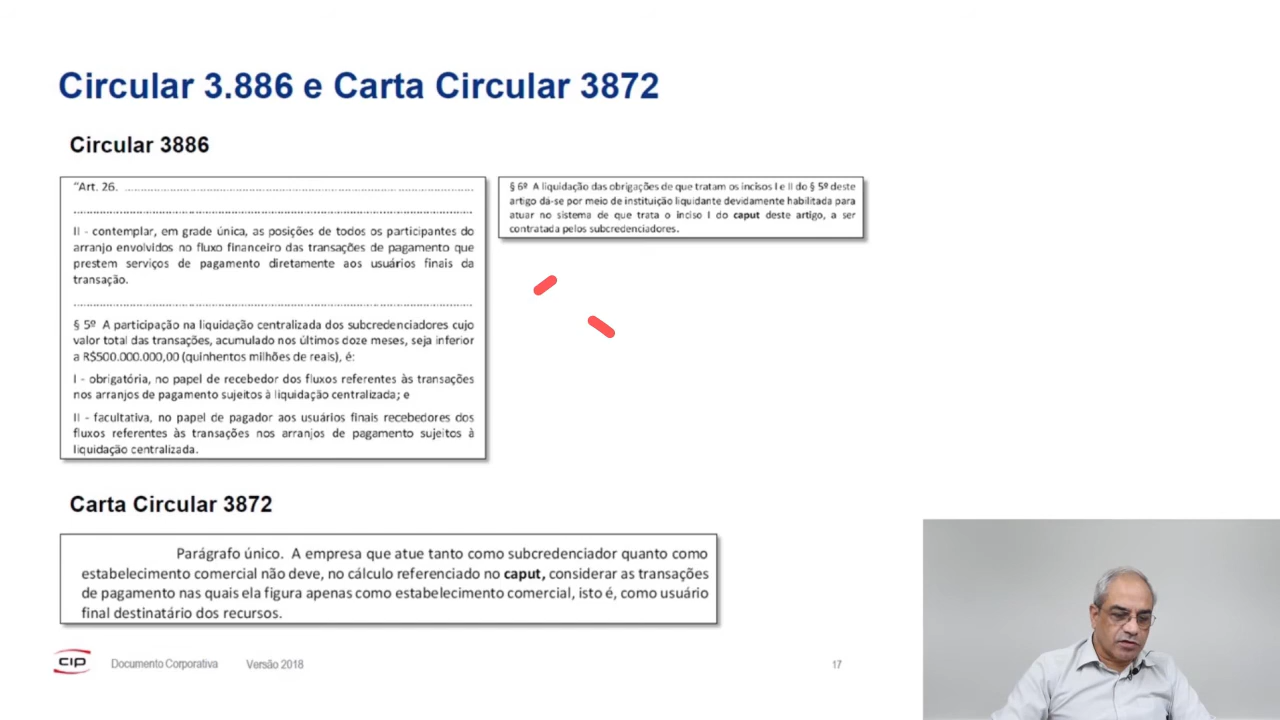 Circular 3.886 e Carta Circular 3872
Circular 3886
"Art. 26. ........................................................................................................
........................................................................................................................
II - contemplar, em grade única, as posições de todos os participantes do
arranjo envolvidos no fluxo financeiro das transações de pagamento que
prestem serviços de pagamento diretamente aos usuários finais da
transação.
........................................................................................................................
§ 5º A participação na liquidação centralizada dos subcredenciadores cujo
valor total das transações, acumulado nos últimos doze meses, seja inferior
a R$500.000.000,00 (quinhentos milhões de reais), é:
I - obrigatória, no papel de recebedor dos fluxos referentes às transações
nos arranjos de pagamento sujeitos à liquidação centralizada; e
II - facultativa, no papel de pagador aos usuários finais recebedores dos
fluxos referentes às transações nos arranjos de pagamento sujeitos à
liquidação centralizada.
§ 6º A liquidação das obrigações de que tratam os incisos I e II do § 5º deste
artigo dá-se por meio de instituição liquidante devidamente habilitada para
atuar no sistema de que trata o inciso I do caput deste artigo, a ser
contratada pelos subcredenciadores.
Carta Circular 3872
Parágrafo único. A empresa que atue tanto como subcredenciador quanto como
estabelecimento comercial não deve, no cálculo referenciado no caput, considerar as transações
de pagamento nas quais ela figura apenas como estabelecimento comercial, isto é, como usuário
final destinatário dos recursos.
CIP Documento Corporativa Versão 2018 17